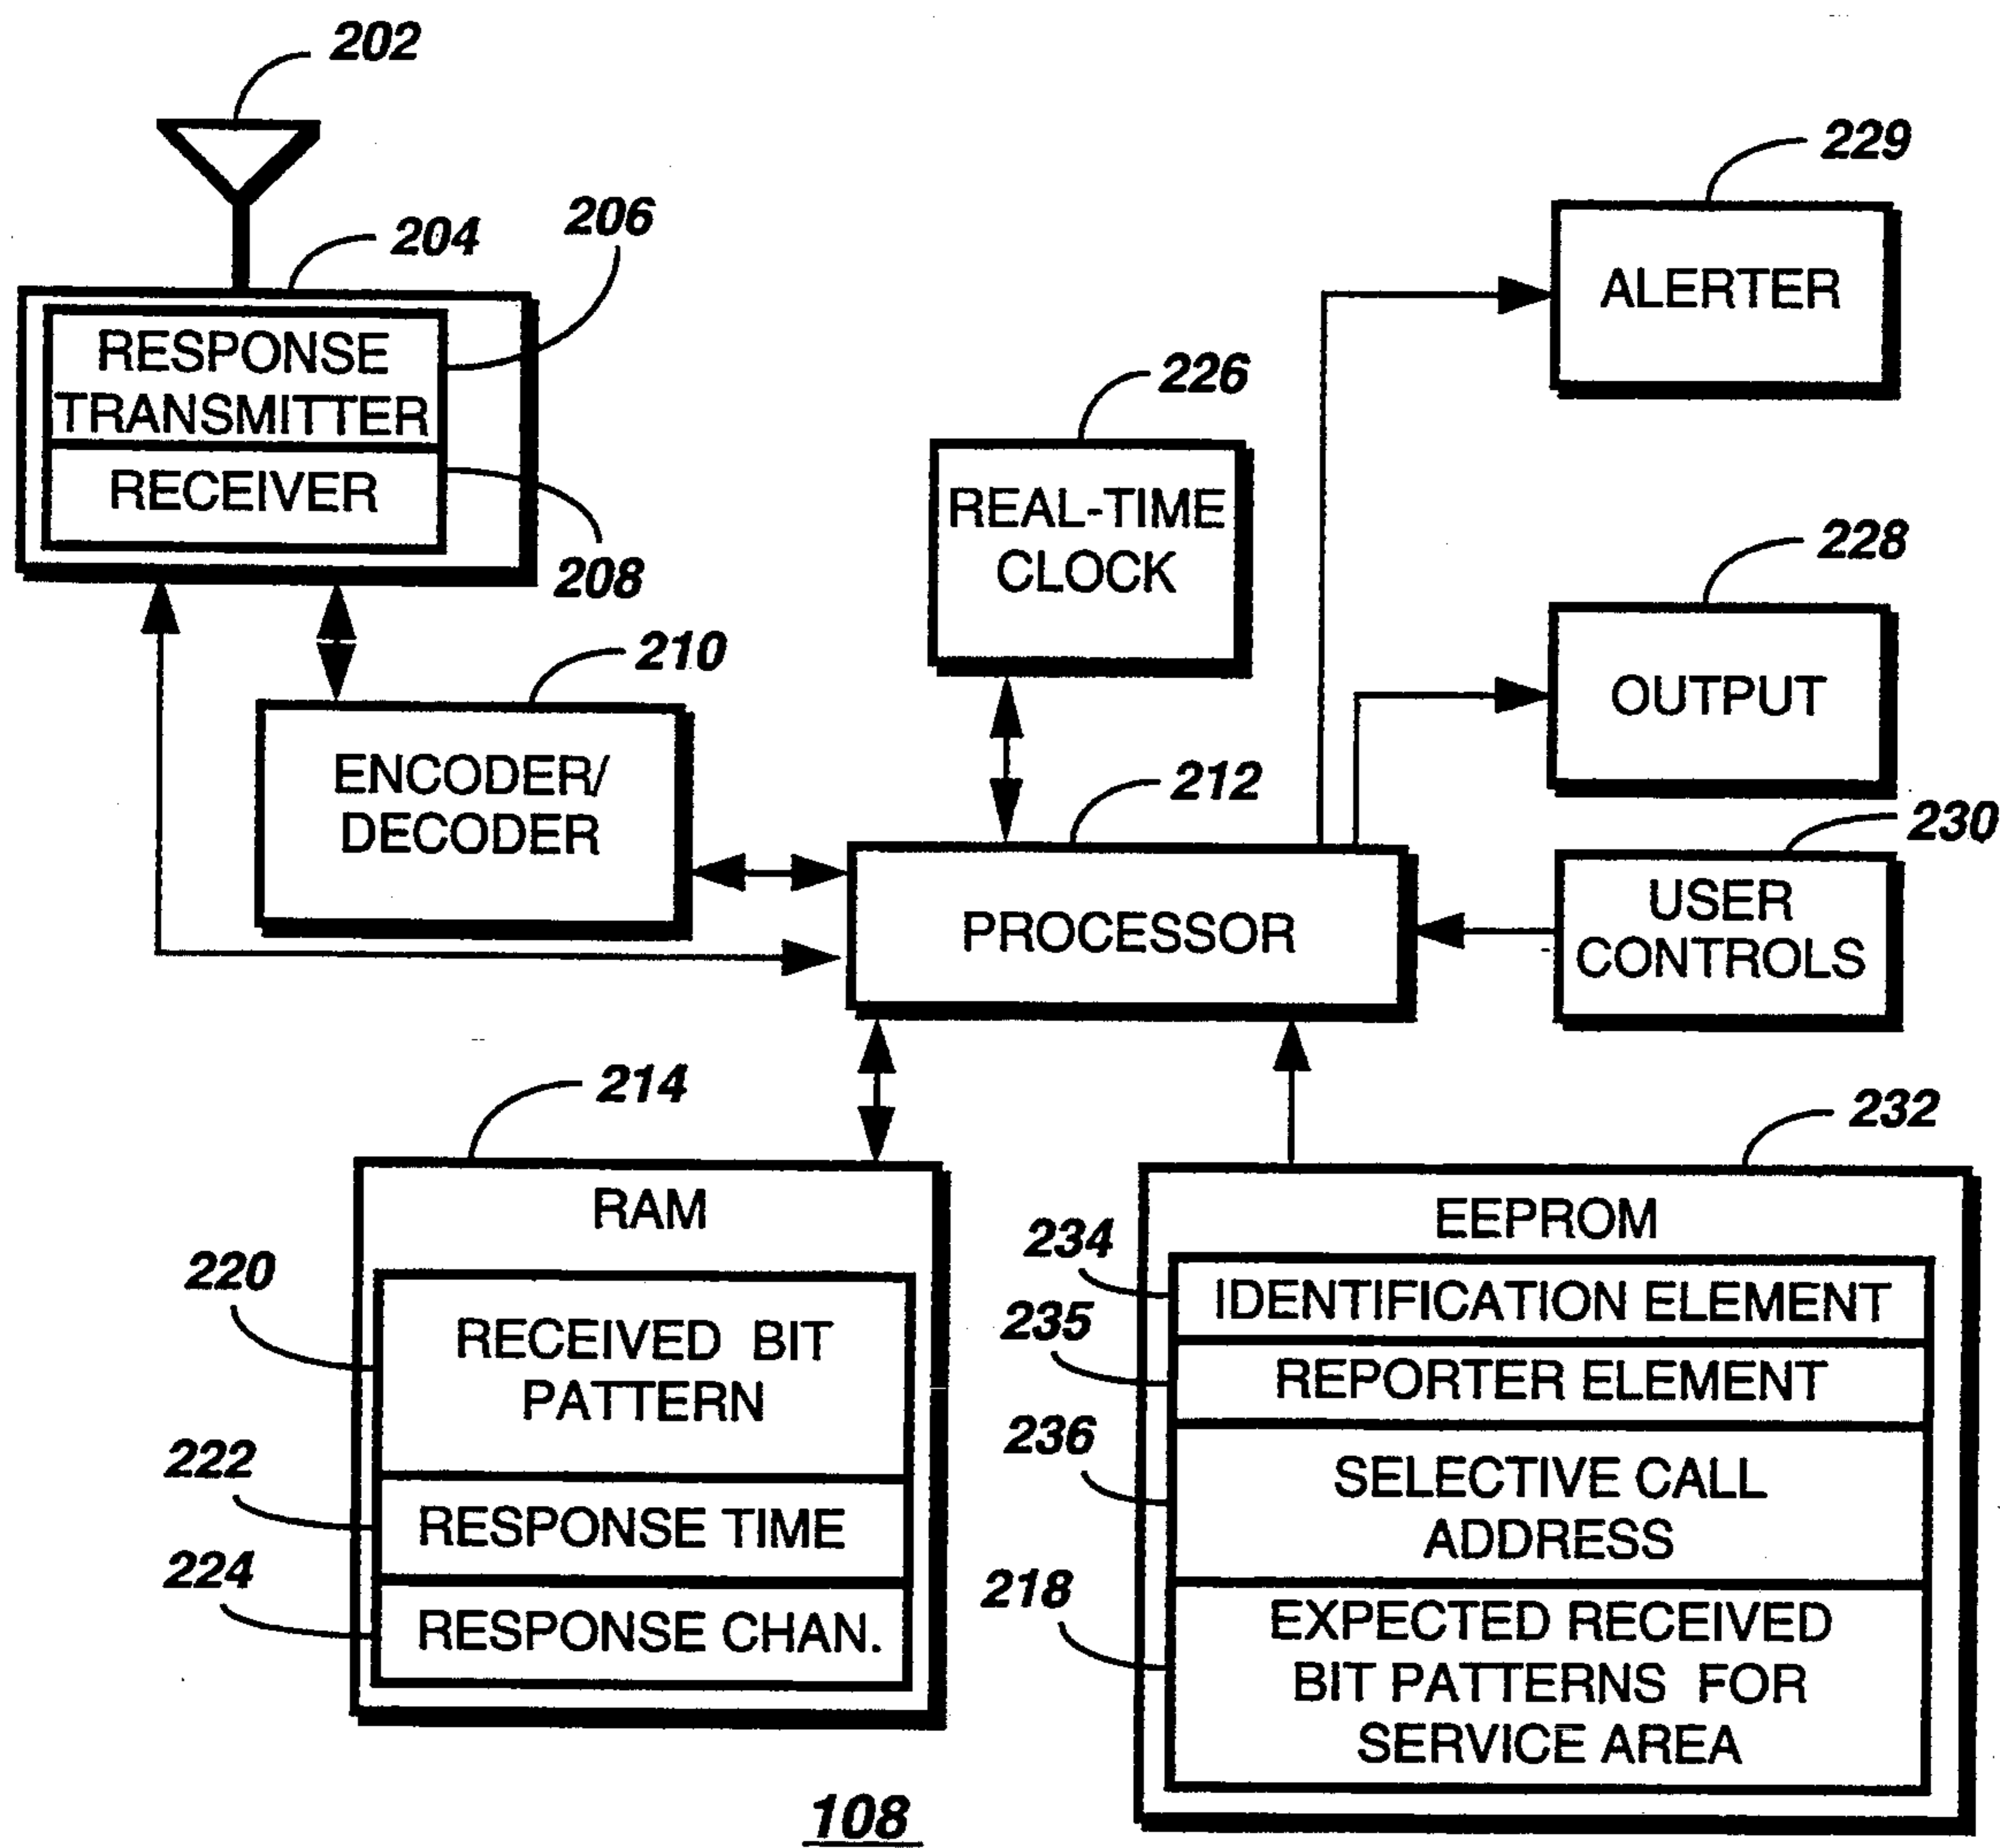 202
229
206
204
ALERTER
RESPONSE
TRANSMITTER
226
RECEIVER
REAL-TIME
CLOCK
228
208
210
OUTPUT
ENCODER/
DECODER
212
230
PROCESSOR
USER
CONTROLS
214
232
RAM
EEPROM
220
RECEIVED BIT
PATTERN
222
RESPONSE TIME
224
RESPONSE CHAN.
234
IDENTIFICATION ELEMENT
235
REPORTER ELEMENT
236
SELECTIVE CALL
ADDRESS
218
EXPECTED RECEIVED
BIT PATTERNS FOR
SERVICE AREA
108